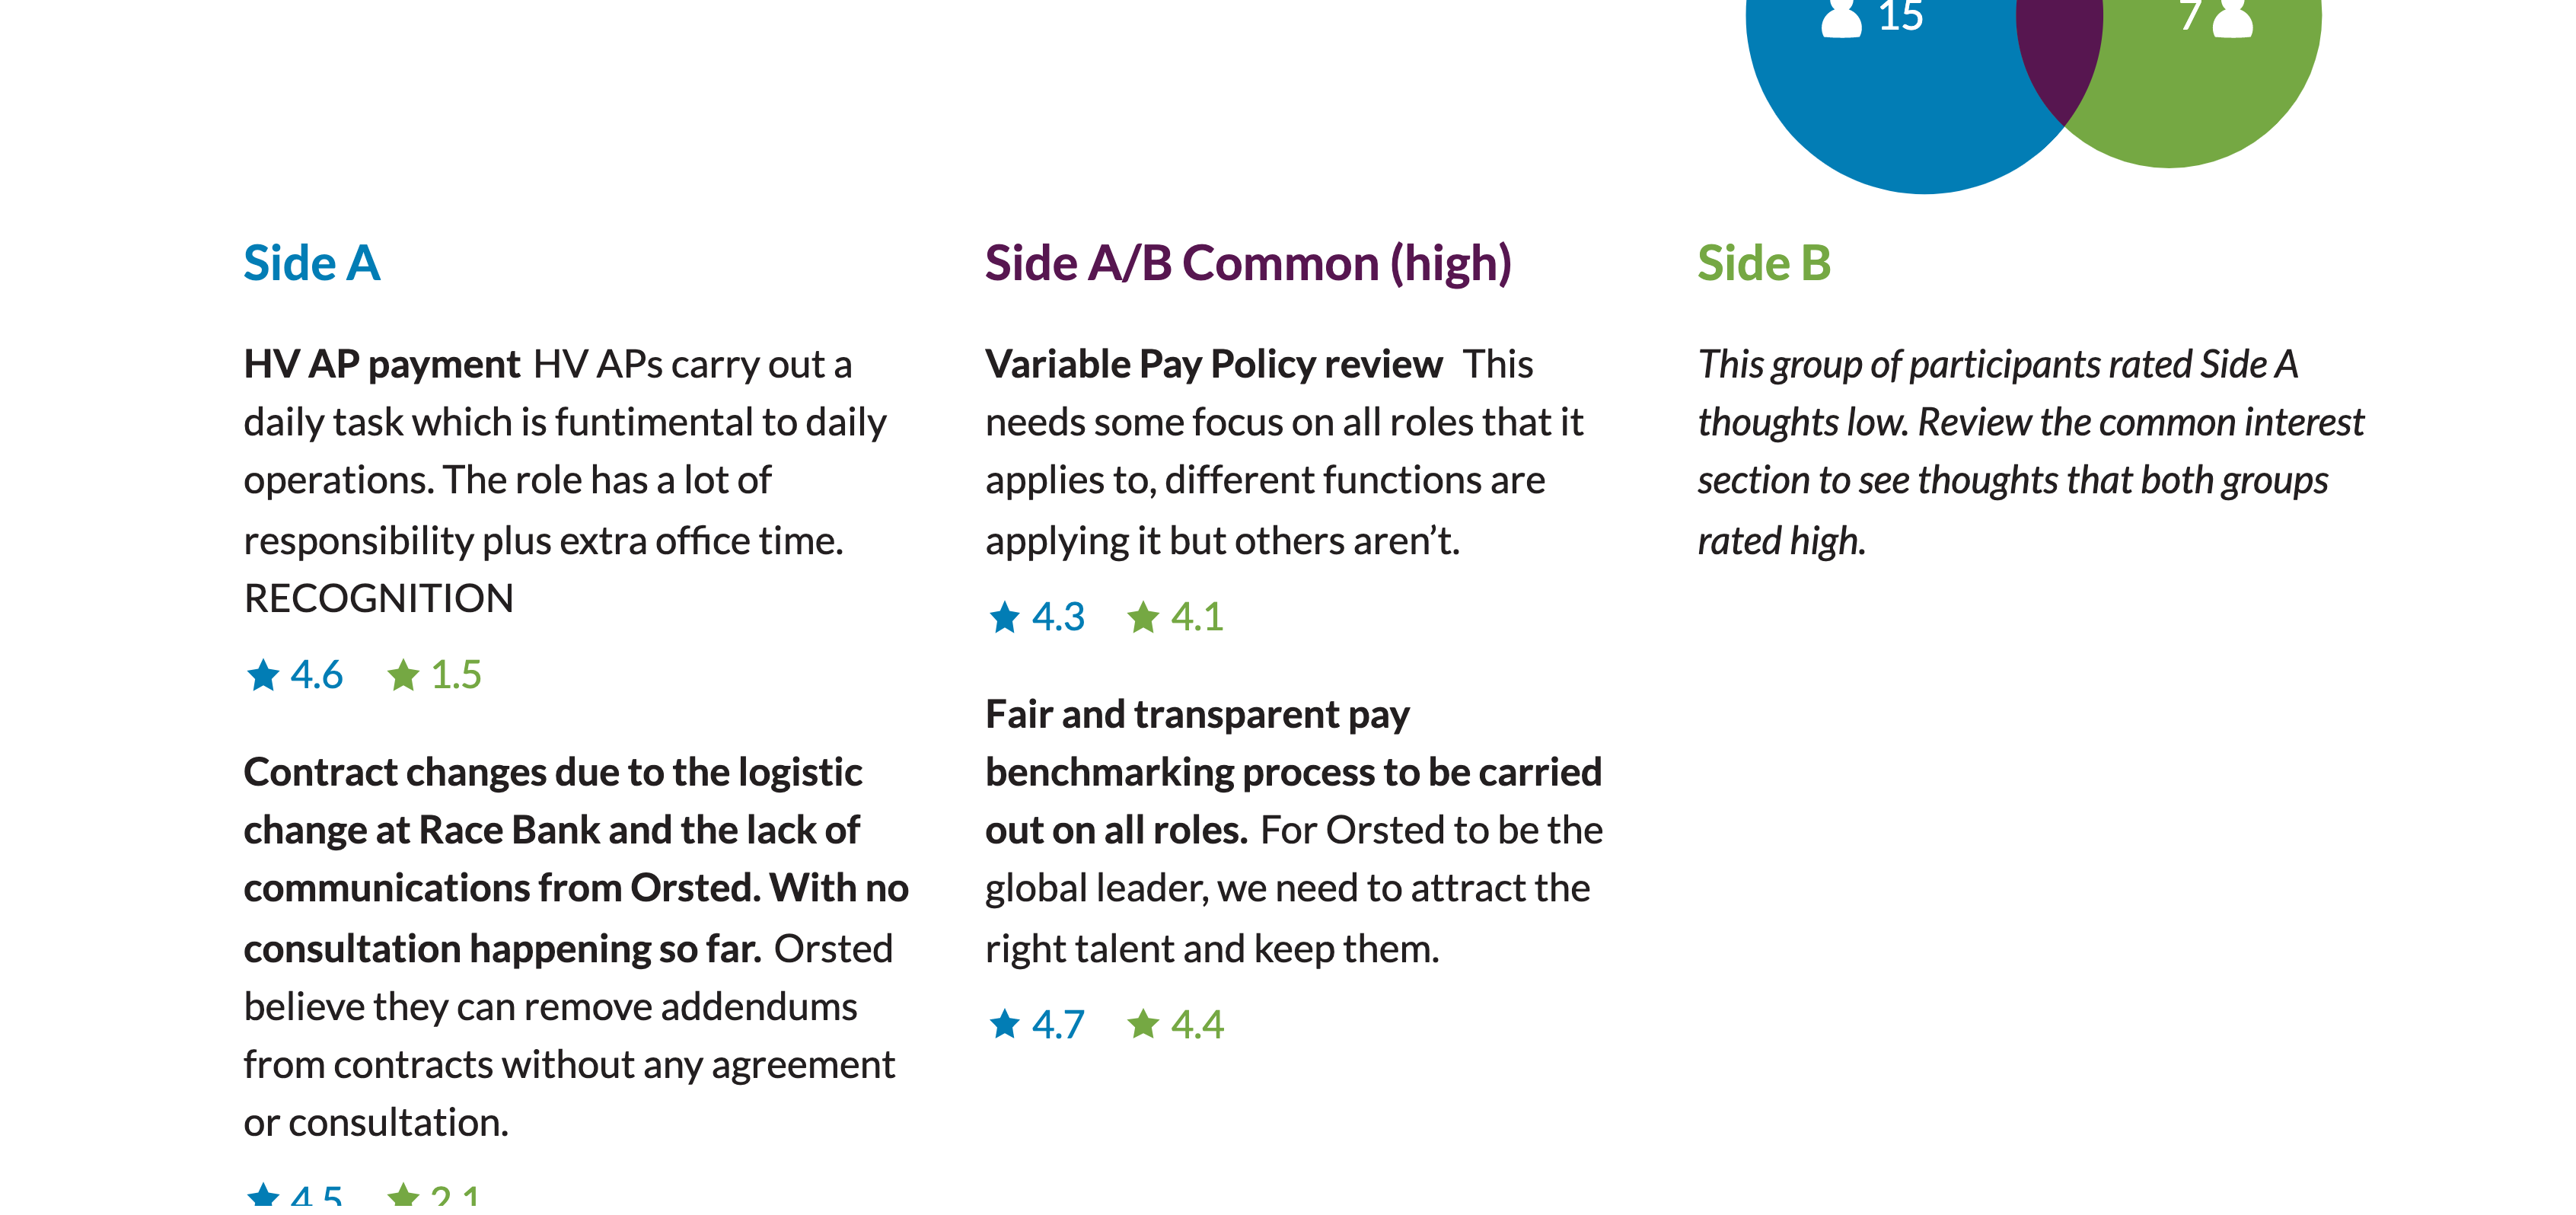 15
7
Side A
HV AP payment HV APs carry out a
daily task which is funtimental to daily
operations. The role has a lot of
responsibility plus extra office time.
RECOGNITION
4.6 1.5
Contract changes due to the logistic
change at Race Bank and the lack of
communications from Orsted. With no
consultation happening so far. Orsted
believe they can remove addendums
from contracts without any agreement
or consultation.
4.5 2.1
Side A/B Common (high)
Variable Pay Policy review This
needs some focus on all roles that it
applies to, different functions are
applying it but others aren’t.
4.3 4.1
Fair and transparent pay
benchmarking process to be carried
out on all roles. For Orsted to be the
global leader, we need to attract the
right talent and keep them.
4.7 4.4
Side B
This group of participants rated Side A
thoughts low. Review the common interest
section to see thoughts that both groups
rated high.